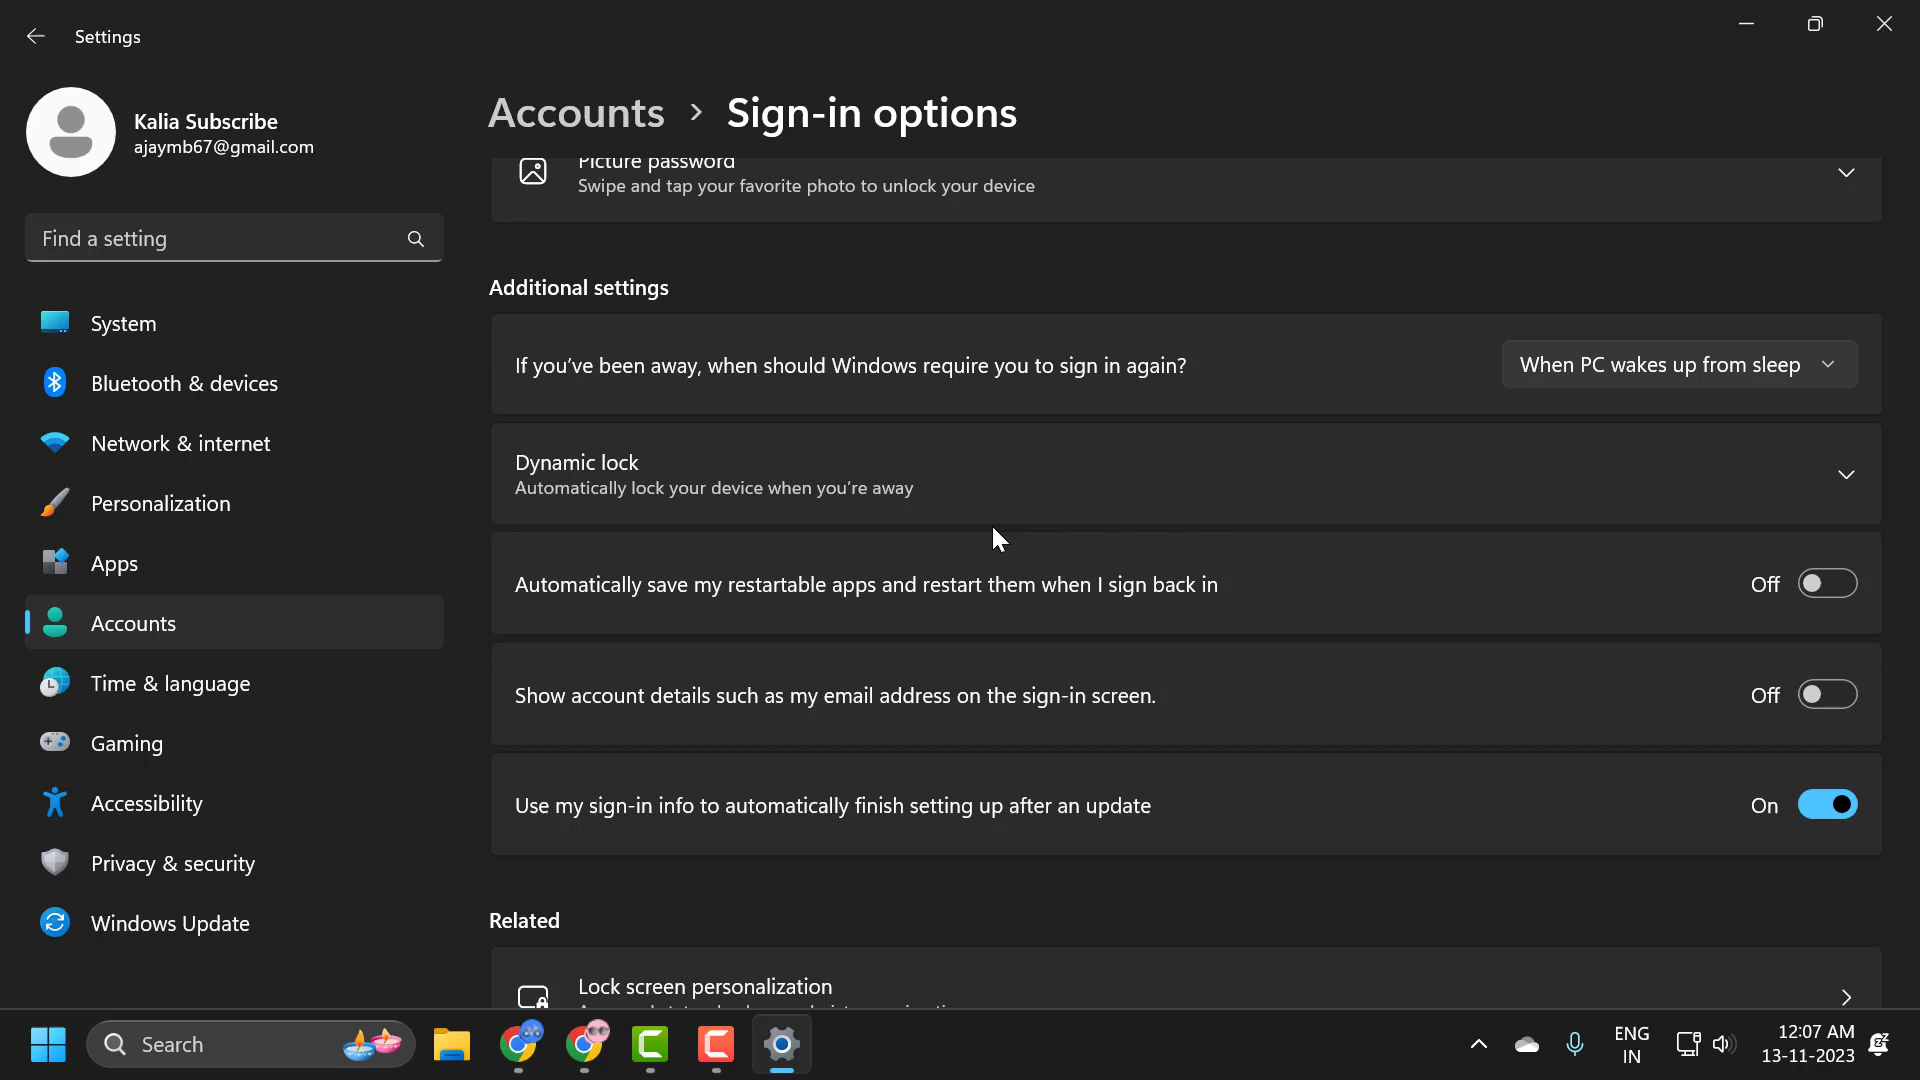 Settings
Kalia Subscribe
ajaymb67@gmail.com
Find a setting
System
Bluetooth & devices
Network & internet
Personalization
Apps
Accounts
Time & language
Gaming
Accessibility
Privacy & security
Windows Update
Accounts > Sign-in options
Picture password
Swipe and tap your favorite photo to unlock your device
Additional settings
If you've been away, when should Windows require you to sign in again?
When PC wakes up from sleep
Dynamic lock
Automatically lock your device when you're away
Automatically save my restartable apps and restart them when I sign back in
Off
Show account details such as my email address on the sign-in screen.
Off
Use my sign-in info to automatically finish setting up after an update
On
Related
Lock screen personalization
Search
ENG
IN
12:07 AM
13-11-2023